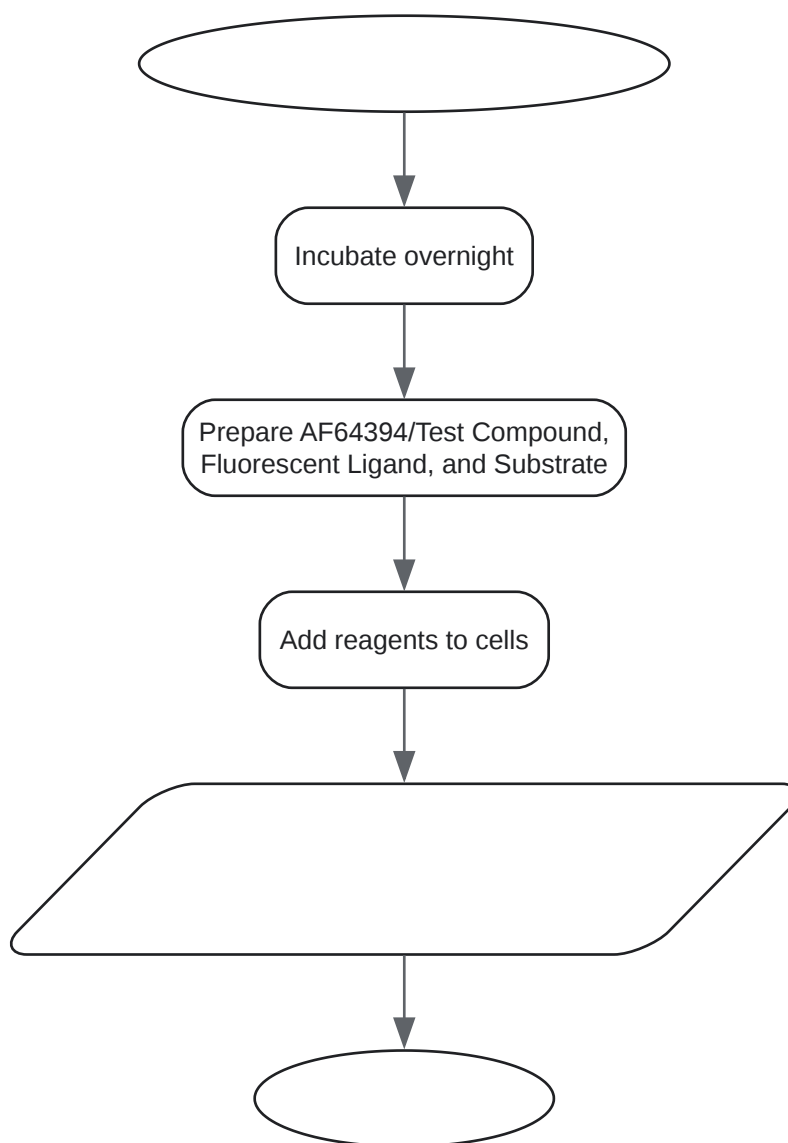 Incubate overnight
Prepare AF64394/Test Compound,
Fluorescent Ligand, and Substrate
Add reagents to cells